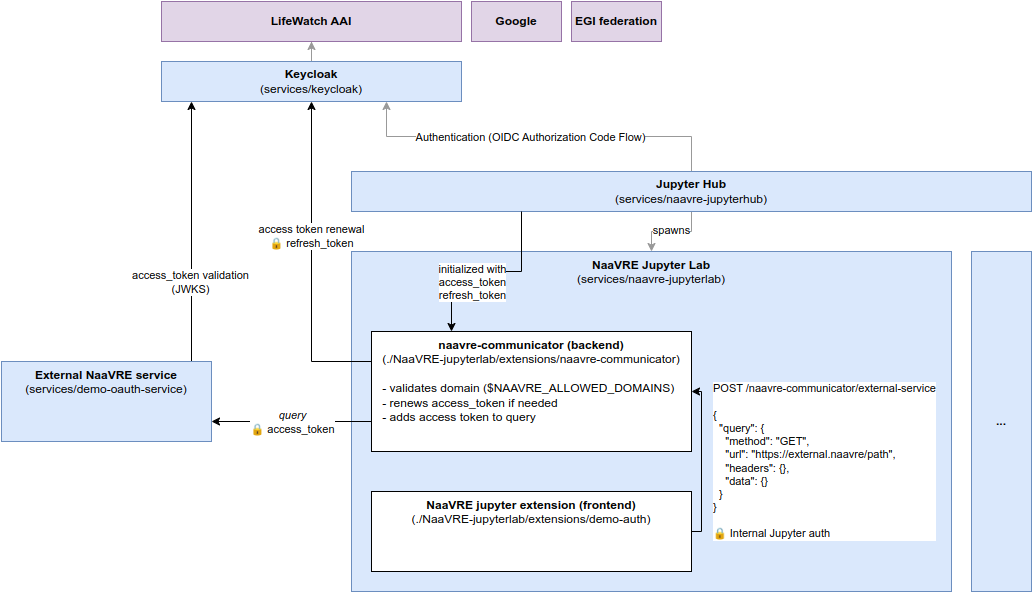 LifeWatch AAI
Google
EGI federation
Keycloak
(services/keycloak)
Authentication (OIDC Authorization Code Flow)
Jupyter Hub
(services/naavre-jupyterhub)
access token renewal
🔒 refresh_token
spawns
access_token validation
(JWKS)
NaaVRE Jupyter Lab
(services/naavre-jupyterlab)
initialized with
access_token
refresh_token
naavre-communicator (backend)
(./NaaVRE-jupyterlab/extensions/naavre-communicator)
- validates domain ($NAAVRE_ALLOWED_DOMAINS)
- renews access_token if needed
- adds access token to query
External NaaVRE service
(services/demo-oauth-service)
query
🔒 access_token
POST /naavre-communicator/external-service
{
"query": {
"method": "GET",
"url": "https://external.naavre/path",
"headers": {},
"data": {}
}
}
🔒 Internal Jupyter auth
NaaVRE jupyter extension (frontend)
(./NaaVRE-jupyterlab/extensions/demo-auth)
...